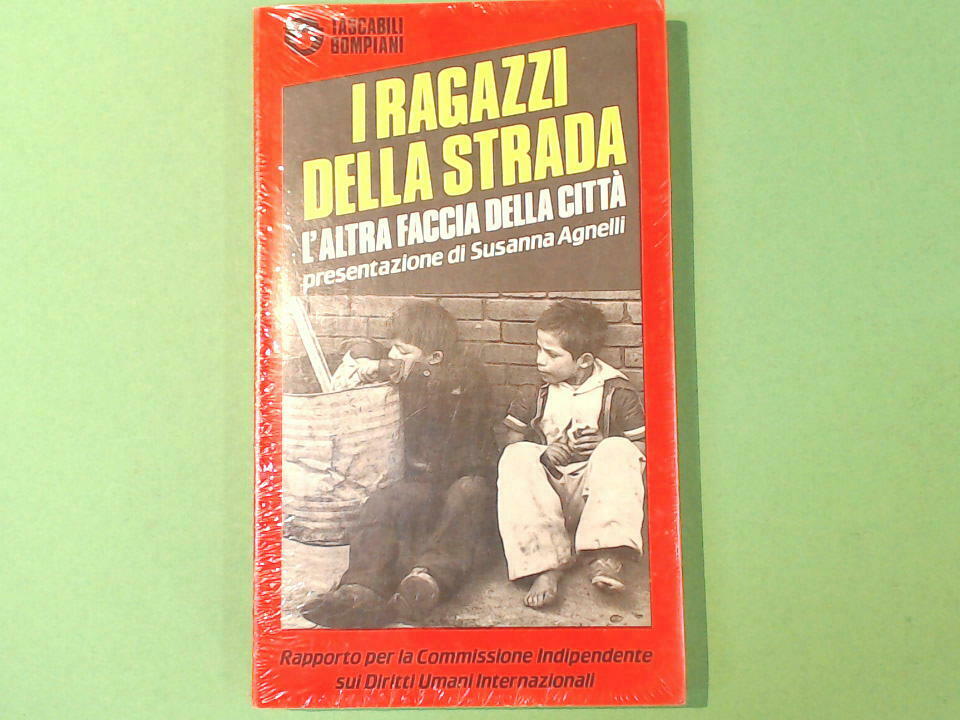 TASCABILI
BOMPIANI
I RAGAZZI
DELLA STRADA
L'ALTRA FACCIA DELLA CITTÀ
presentazione di Susanna Agnelli
Rapporto per la Commissione Indipendente
sui Diritti Umani Internazionali